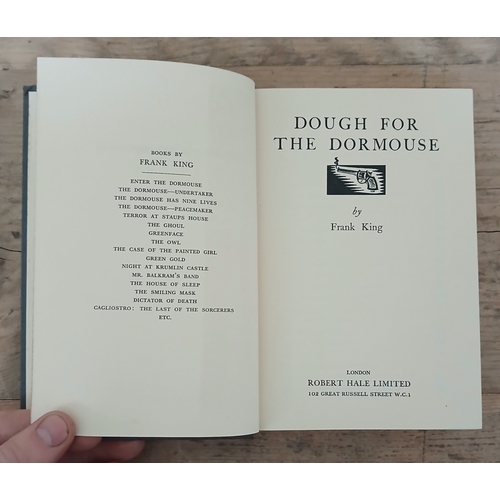 BOOKS BY
FRANK KING
ENTER THE DORMOUSE
THE DORMOUSE—UNDERTAKER
THE DORMOUSE HAS NINE LIVES
THE DORMOUSE—PEACEMAKER
TERROR AT STAUPS HOUSE
THE GHOUL
GREENFACE
THE OWL
THE CASE OF THE PAINTED GIRL
GREEN GOLD
NIGHT AT KRUMLIN CASTLE
MR. BALKRAM'S BAND
THE HOUSE OF SLEEP
THE SMILING MASK
DICTATOR OF DEATH
CAGLIOSTRO: THE LAST OF THE SORCERERS
ETC.
DOUGH FOR
THE DORMOUSE
by
Frank King
LONDON
ROBERT HALE LIMITED
102 GREAT RUSSELL STREET W.C.1